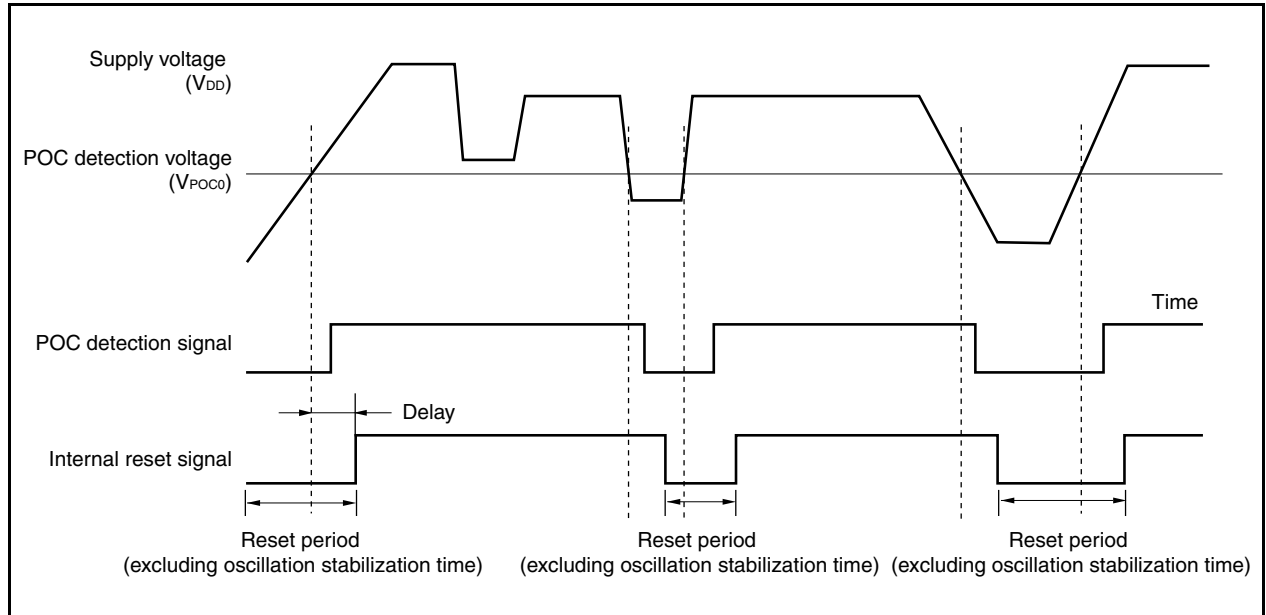 Supply voltage
(VDD)
POC detection voltage
(VPOC0)
Time
POC detection signal
Delay
Internal reset signal
Reset period
(excluding oscillation stabilization time)
Reset period
(excluding oscillation stabilization time)
Reset period
(excluding oscillation stabilization time)